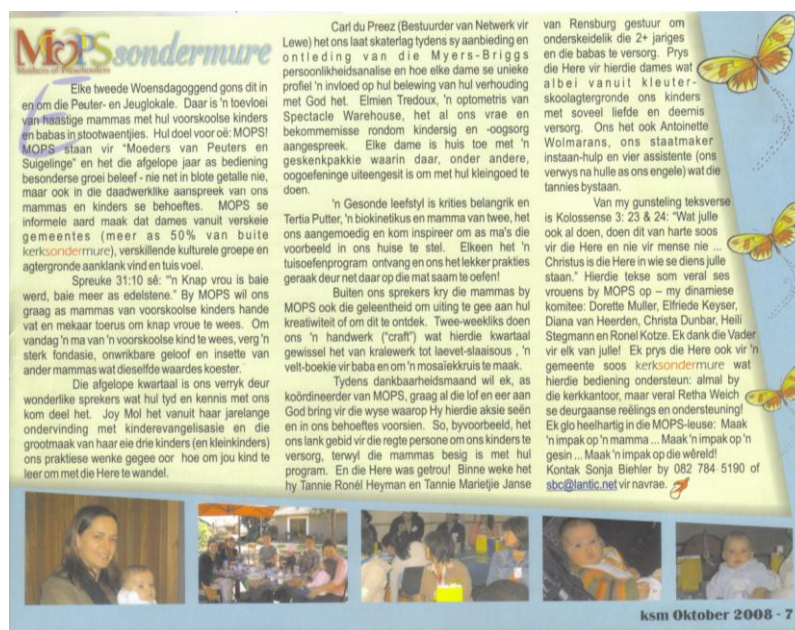 MOPS sondermure
Mothers of Preschoolers
Elke tweede Woensdagoggend gons dit in
en om die Peuter- en Jeuglokale. Daar is 'n toevloei
van haastige mammas met hul voorskoolse kinders
en babas in stootwaentjies. Hul doel voor oë: MOPS!
MOPS staan vir “Moeders van Peuters en
Suigelinge” en het die afgelope jaar as bediening
besonderse groei beleef - nie net in blote getalle nie,
maar ook in die daadwerklike aanspreek van ons
mammas en kinders se behoeftes. MOPS se
informele aard maak dat dames vanuit verskeie
gemeentes (meer as 50% van buite
kerksondermure), verskillende kulturele groepe en
agtergronde aanklank vind en tuis voel.
Spreuke 31:10 sê: “'n Knap vrou is baie
werd, baie meer as edelstene.” By MOPS wil ons
graag as mammas van voorskoolse kinders hande
vat en mekaar toerus om knap vroue te wees. Om
vandag 'n ma van 'n voorskoolse kind te wees, verg 'n
sterk fondasie, onwrikbare geloof en insette van
ander mammas wat dieselfde waardes koester.
Die afgelope kwartaal is ons verryk deur
wonderlike sprekers wat hul tyd en kennis met ons
kom deel het. Joy Mol het vanuit haar jarelange
ondervinding met kinderevangelisasie en die
grootmaak van haar eie drie kinders (en kleinkinders)
ons praktiese wenke gegee oor hoe om jou kind te
leer om met die Here te wandel.
Carl du Preez (Bestuurder van Netwerk vir
Lewe) het ons laat skaterlag tydens sy aanbieding en
ontleding van die Myers-Briggs
persoonlikheidsanalise en hoe elke dame se unieke
profiel 'n invloed op hul belewing van hul verhouding
met God het. Elmien Tredoux, 'n optometris van
Spectacle Warehouse, het al ons vrae en
bekommernisse rondom kindersig en -oogsorg
aangespreek. Elke dame is huis toe met 'n
geskenkpakkie waarin daar, onder andere,
oogoefeninge uiteengesit is om met hul kleingoed te
doen.
'n Gesonde leefstyl is krities belangrik en
Tertia Putter, 'n biokinetikus en mamma van twee, het
ons aangemoedig en kom inspireer om as ma's die
voorbeeld in ons huise te stel. Elkeen het 'n
tuisoefenprogram ontvang en ons het lekker prakties
geraak deur net daar op die mat saam te oefen!
Buiten ons sprekers kry die mammas by
MOPS ook die geleentheid om uiting te gee aan hul
kreatiwiteit of om dit te ontdek. Twee-weekliks doen
ons 'n handwerk (“craft”) wat hierdie kwartaal
gewissel het van kralewerk tot laevet-slaaisous , 'n
velt-boekie vir baba en om 'n mosaïekkruis te maak.
Tydens dankbaarheidsmaand wil ek, as
koördineerder van MOPS, graag al die lof en eer aan
God bring vir die wyse waarop Hy hierdie aksie seën
en in ons behoeftes voorsien. So, byvoorbeeld, het
ons lank gebid vir die regte persone om ons kinders te
versorg, terwyl die mammas besig is met hul
program. En die Here was getrou! Binne weke het
hy Tannie Ronél Heyman en Tannie Marietjie Janse
van Rensburg gestuur om
onderskeidelik die 2+ jariges
en die babas te versorg. Prys
die Here vir hierdie dames wat
albei vanuit kleuter-
skoolagtergronde ons kinders
met soveel liefde en deernis
versorg. Ons het ook Antoinette
Wolmarans, ons staatmaker
instaan-hulp en vier assistente (ons
verwys na hulle as ons engele) wat die
tannies bystaan.
Van my gunsteling teksverse
is Kolossense 3: 23 & 24: “Wat julle
ook al doen, doen dit van harte soos
vir die Here en nie vir mense nie ...
Christus is die Here in wie se diens julle
staan.” Hierdie tekse som veral ses
vrouens by MOPS op – my dinamiese
komitee: Dorette Muller, Elfriede Keyser,
Diana van Heerden, Christa Dunbar, Heili
Stegmann en Ronel Kotze. Ek dank die Vader
vir elk van julle! Ek prys die Here ook vir 'n
gemeente soos kerksondermure wat
hierdie bediening ondersteun: almal by
die kerkkantoor, maar veral Retha Weich
se deurgaanse reëlings en ondersteuning!
Ek glo heelhartig in die MOPS-leuse: Maak
'n impak op 'n mamma ... Maak 'n impak op 'n
gesin ... Maak 'n impak op die wêreld!
Kontak Sonja Biehler by 082 784 5190 of
sbc@lantic.net vir navrae.
ksm Oktober 2008 - 7